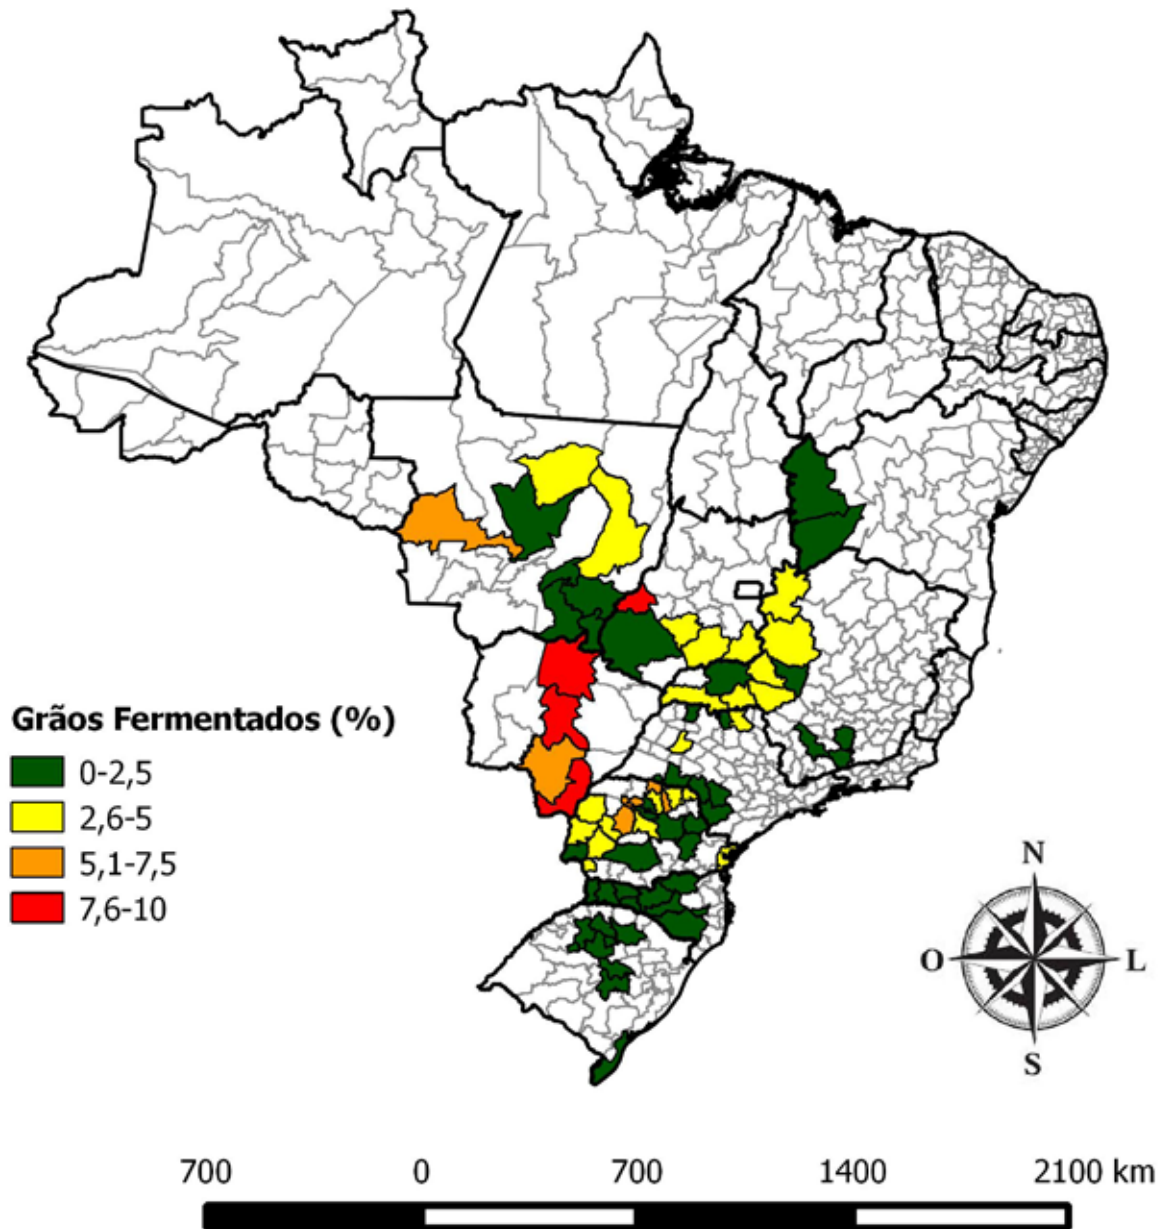 Grãos Fermentados (%)
0-2,5
2,6-5
5,1-7,5
7,6-10
N
O L
S
700 0 700 1400 2100 km